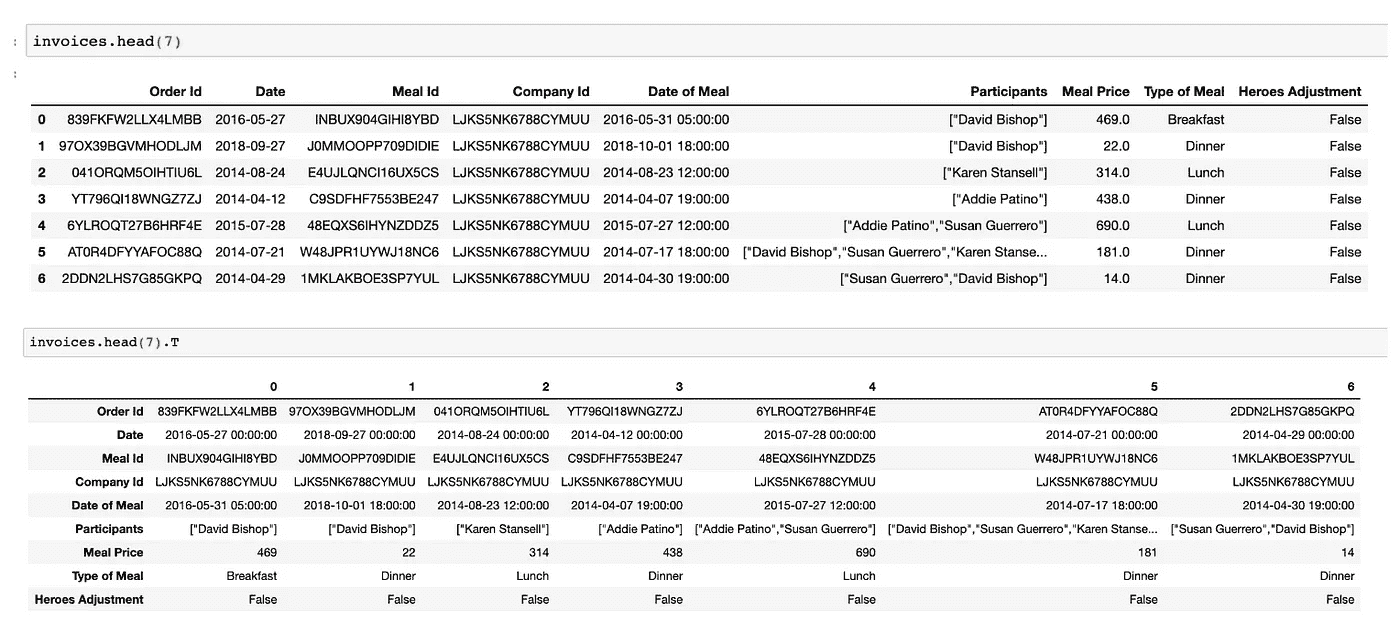 : invoices.head(7)
:
Order Id Date Meal Id Company Id Date of Meal Participants Meal Price Type of Meal Heroes Adjustment
0 839FKFW2LLX4LMBB 2016-05-27 INBUX904GIHI8YBD LJKS5NK6788CYMUU 2016-05-31 05:00:00 ["David Bishop"] 469.0 Breakfast False
1 97OX39BGVMHODLJM 2018-09-27 J0MMOOPP709DIDIE LJKS5NK6788CYMUU 2018-10-01 18:00:00 ["David Bishop"] 22.0 Dinner False
2 041ORQM5OIHTIU6L 2014-08-24 E4UJLQNCI16UX5CS LJKS5NK6788CYMUU 2014-08-23 12:00:00 ["Karen Stansell"] 314.0 Lunch False
3 YT796QI18WNGZ7ZJ 2014-04-12 C9SDFHF7553BE247 LJKS5NK6788CYMUU 2014-04-07 19:00:00 ["Addie Patino"] 438.0 Dinner False
4 6YLROQT27B6HRF4E 2015-07-28 48EQXS6IHYNZDDZ5 LJKS5NK6788CYMUU 2015-07-27 12:00:00 ["Addie Patino","Susan Guerrero"] 690.0 Lunch False
5 AT0R4DFYYAFOC88Q 2014-07-21 W48JPR1UYWJ18NC6 LJKS5NK6788CYMUU 2014-07-17 18:00:00 ["David Bishop","Susan Guerrero","Karen Stanse... 181.0 Dinner False
6 2DDN2LHS7G85GKPQ 2014-04-29 1MKLAKBOE3SP7YUL LJKS5NK6788CYMUU 2014-04-30 19:00:00 ["Susan Guerrero","David Bishop"] 14.0 Dinner False
invoices.head(7).T
0 1 2 3 4 5 6
Order Id 839FKFW2LLX4LMBB 97OX39BGVMHODLJM 041ORQM5OIHTIU6L YT796QI18WNGZ7ZJ 6YLROQT27B6HRF4E AT0R4DFYYAFOC88Q 2DDN2LHS7G85GKPQ
Date 2016-05-27 00:00:00 2018-09-27 00:00:00 2014-08-24 00:00:00 2014-04-12 00:00:00 2015-07-28 00:00:00 2014-07-21 00:00:00 2014-04-29 00:00:00
Meal Id INBUX904GIHI8YBD J0MMOOPP709DIDIE E4UJLQNCI16UX5CS C9SDFHF7553BE247 48EQXS6IHYNZDDZ5 W48JPR1UYWJ18NC6 1MKLAKBOE3SP7YUL
Company Id LJKS5NK6788CYMUU LJKS5NK6788CYMUU LJKS5NK6788CYMUU LJKS5NK6788CYMUU LJKS5NK6788CYMUU LJKS5NK6788CYMUU LJKS5NK6788CYMUU
Date of Meal 2016-05-31 05:00:00 2018-10-01 18:00:00 2014-08-23 12:00:00 2014-04-07 19:00:00 2015-07-27 12:00:00 2014-07-17 18:00:00 2014-04-30 19:00:00
Participants ["David Bishop"] ["David Bishop"] ["Karen Stansell"] ["Addie Patino"] ["Addie Patino","Susan Guerrero"] ["David Bishop","Susan Guerrero","Karen Stanse... ["Susan Guerrero","David Bishop"]
Meal Price 469 22 314 438 690 181 14
Type of Meal Breakfast Dinner Lunch Dinner Lunch Dinner Dinner
Heroes Adjustment False False False False False False False